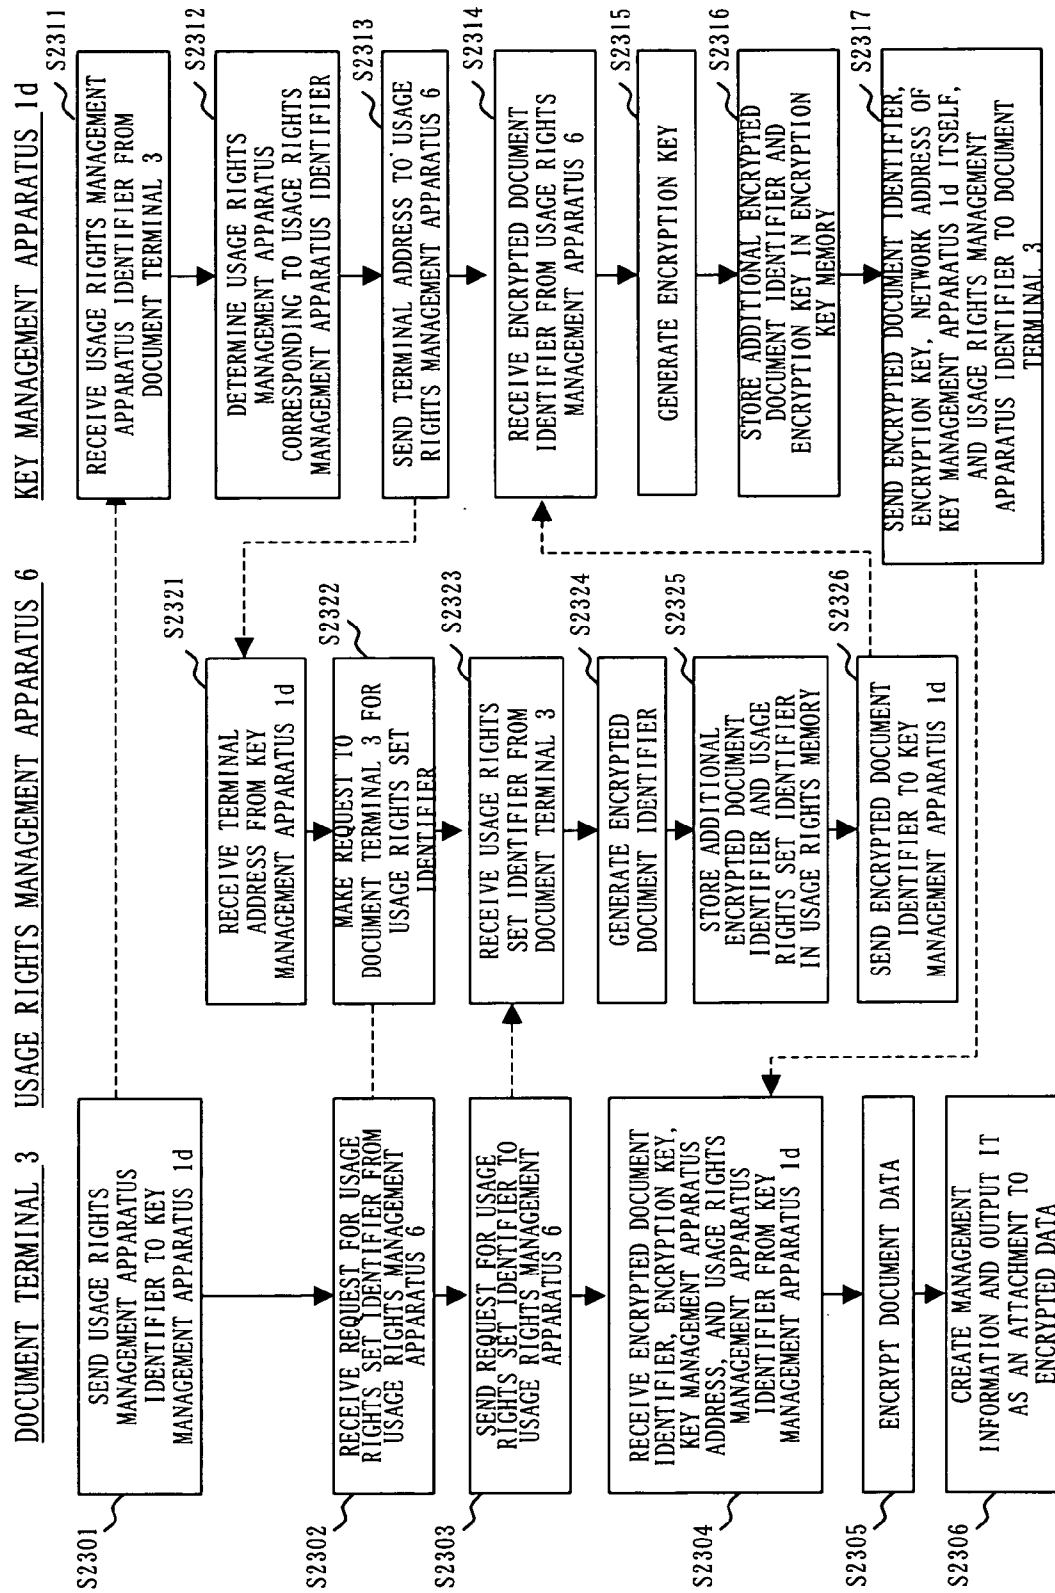 DOCUMENT TERMINAL 3
S2301
SEND USAGE RIGHTS
MANAGEMENT APPARATUS
IDENTIFIER TO KEY
MANAGEMENT APPARATUS 1d
S2302
RECEIVE REQUEST FOR USAGE
RIGHTS SET IDENTIFIER FROM
USAGE RIGHTS MANAGEMENT
APPARATUS 6
S2303
SEND REQUEST FOR USAGE
RIGHTS SET IDENTIFIER TO
USAGE RIGHTS MANAGEMENT
APPARATUS 6
S2304
RECEIVE ENCRYPTED DOCUMENT
IDENTIFIER, ENCRYPTION KEY,
KEY MANAGEMENT APPARATUS
ADDRESS, AND USAGE RIGHTS
MANAGEMENT APPARATUS
IDENTIFIER FROM KEY
MANAGEMENT APPARATUS 1d
S2305
ENCRYPT DOCUMENT DATA
S2306
CREATE MANAGEMENT
INFORMATION AND OUTPUT IT
AS AN ATTACHMENT TO
ENCRYPTED DATA
USAGE RIGHTS MANAGEMENT APPARATUS 6
S2321
RECEIVE TERMINAL
ADDRESS FROM KEY
MANAGEMENT APPARATUS 1d
S2322
MAKE REQUEST TO
DOCUMENT TERMINAL 3 FOR
USAGE RIGHTS SET
IDENTIFIER
S2323
RECEIVE USAGE RIGHTS
SET IDENTIFIER FROM
DOCUMENT TERMINAL 3
S2324
GENERATE ENCRYPTED
DOCUMENT IDENTIFIER
S2325
STORE ADDITIONAL
ENCRYPTED DOCUMENT
IDENTIFIER AND USAGE
RIGHTS SET IDENTIFIER
IN USAGE RIGHTS MEMORY
S2326
SEND ENCRYPTED DOCUMENT
IDENTIFIER TO KEY
MANAGEMENT APPARATUS 1d
KEY MANAGEMENT APPARATUS 1d
S2311
RECEIVE USAGE RIGHTS MANAGEMENT
APPARATUS IDENTIFIER FROM
DOCUMENT TERMINAL 3
S2312
DETERMINE USAGE RIGHTS
MANAGEMENT APPARATUS
CORRESPONDING TO USAGE RIGHTS
MANAGEMENT APPARATUS IDENTIFIER
S2313
SEND TERMINAL ADDRESS TO USAGE
RIGHTS MANAGEMENT APPARATUS 6
S2314
RECEIVE ENCRYPTED DOCUMENT
IDENTIFIER FROM USAGE RIGHTS
MANAGEMENT APPARATUS 6
S2315
GENERATE ENCRYPTION KEY
S2316
STORE ADDITIONAL ENCRYPTED
DOCUMENT IDENTIFIER AND
ENCRYPTION KEY IN ENCRYPTION
KEY MEMORY
S2317
SEND ENCRYPTED DOCUMENT IDENTIFIER,
ENCRYPTION KEY, NETWORK ADDRESS OF
KEY MANAGEMENT APPARATUS 1d ITSELF,
AND USAGE RIGHTS MANAGEMENT
APPARATUS IDENTIFIER TO DOCUMENT
TERMINAL 3